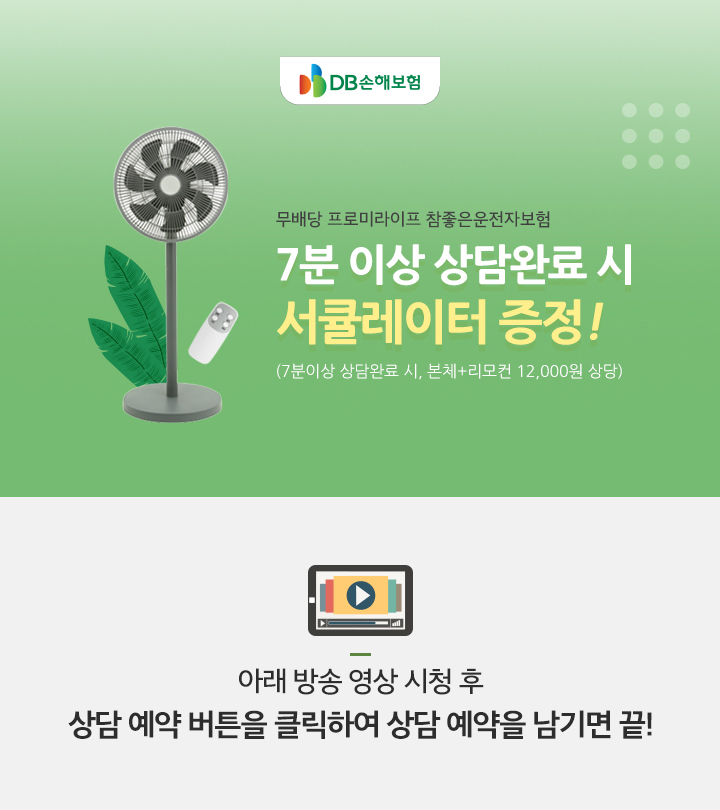 DB손해보험
무배당 프로미라이프 참좋은운전자보험
7분 이상 상담완료 시
서큘레이터 증정!
(7분이상 상담완료 시, 본체+리모컨 12,000원 상당)
아래 방송 영상 시청 후
상담 예약 버튼을 클릭하여 상담 예약을 남기면 끝!